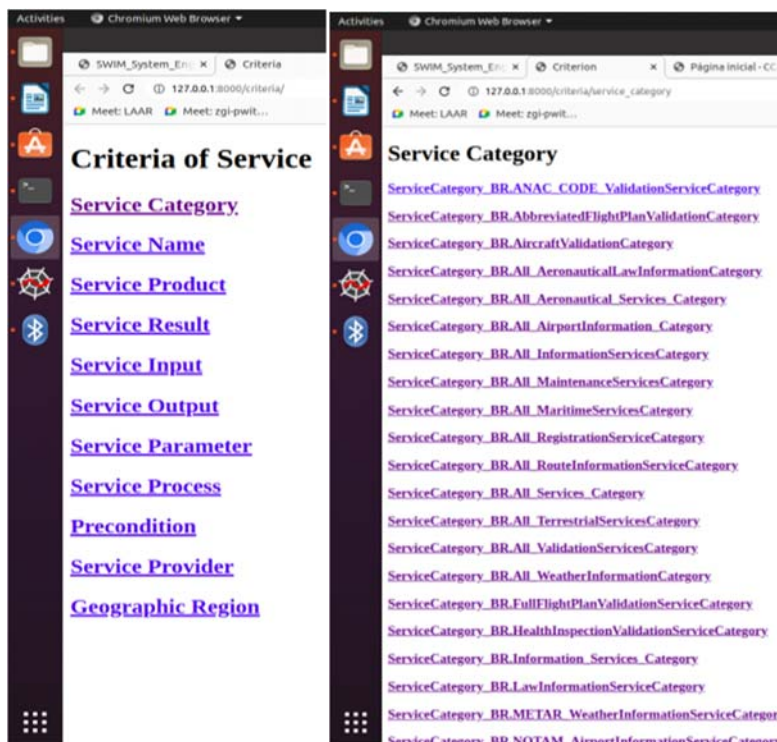 Activities Chromium Web Browser
SWIM_System_En Criteria
127.0.0.1:8000/criteria/
Meet: LAAR Meet: zgi-pwit...
Criteria of Service
Service Category
Service Name
Service Product
Service Result
Service Input
Service Output
Service Parameter
Service Process
Precondition
Service Provider
Geographic Region
Activities Chromium Web Browser
SWIM_System_En Criterion Página inicial - CC
127.0.0.1:8000/criteria/service_category
Meet: LAAR Meet: zgi-pwit...
Service Category
ServiceCategory_BR.ANAC_CODE_ValidationServiceCategory
ServiceCategory_BR.AbbreviatedFlightPlanValidationCategory
ServiceCategory_BR.AircraftValidationCategory
ServiceCategory_BR.All_AeronauticalLawInformationCategory
ServiceCategory_BR.All_Aeronautical_Services_Category
ServiceCategory_BR.All_AirportInformation_Category
ServiceCategory_BR.All_InformationServicesCategory
ServiceCategory_BR.All_MaintenanceServicesCategory
ServiceCategory_BR.All_MaritimeServicesCategory
ServiceCategory_BR.All_RegistrationServiceCategory
ServiceCategory_BR.All_RouteInformationServiceCategory
ServiceCategory_BR.All_Services_Category
ServiceCategory_BR.All_TerrestrialServicesCategory
ServiceCategory_BR.All_ValidationServicesCategory
ServiceCategory_BR.All_WeatherInformationCategory
ServiceCategory_BR.FullFlightPlanValidationServiceCategory
ServiceCategory_BR.HealthInspectionValidationServiceCategory
ServiceCategory_BR.Information_Services_Category
ServiceCategory_BR.LawInformationServiceCategory
ServiceCategory_BR.METAR_WeatherInformationServiceCategor
ServiceCategory_BR.NOTAM_AirportInformationServiceCategory